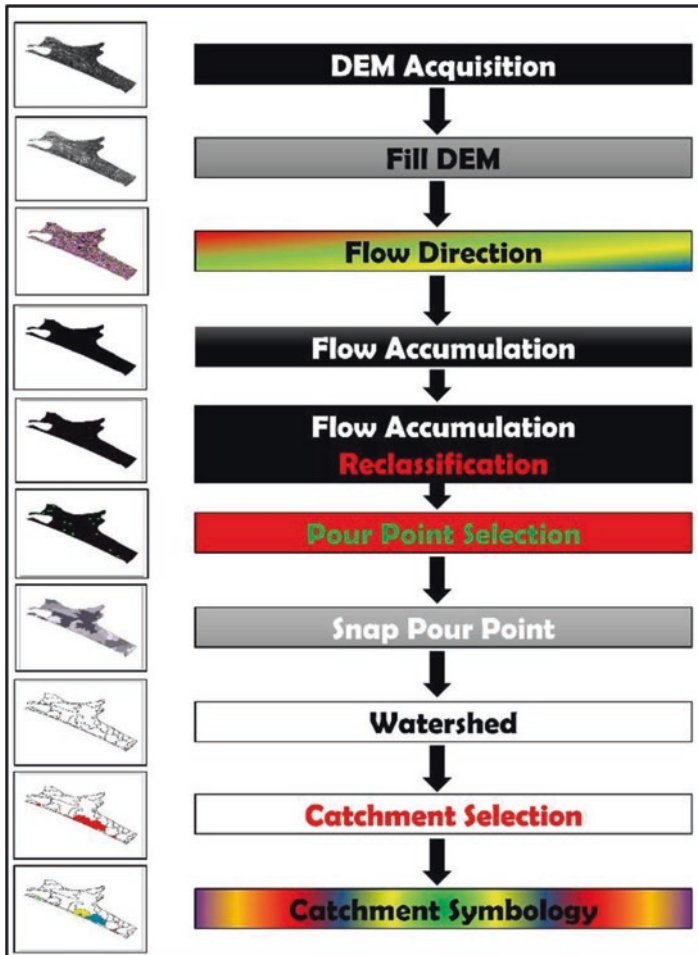 DEM Acquisition
Fill DEM
Flow Direction
Flow Accumulation
Flow Accumulation
Reclassification
Pour Point Selection
Snap Pour Point
Watershed
Catchment Selection
Catchment Symbology